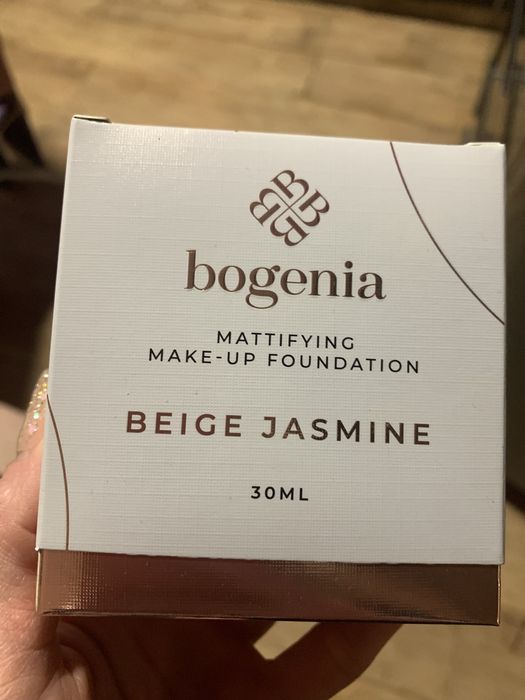 bogenia
MATTIFYING
MAKE-UP FOUNDATION
BEIGE JASMINE
30ML